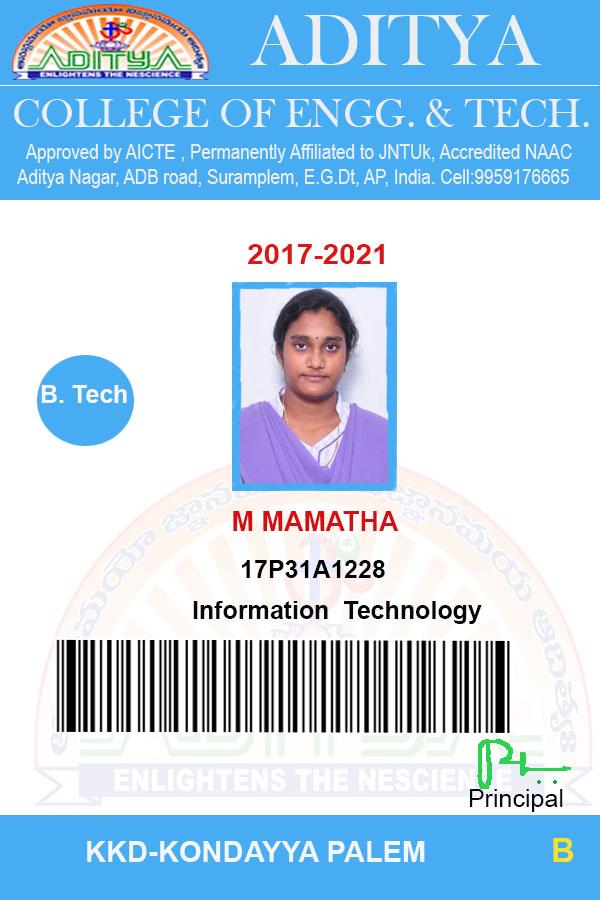 ADITYA
ENLIGHTENS THE NESCIENCE
ADITYA
COLLEGE OF ENGG. & TECH.
Approved by AICTE , Permanently Affiliated to JNTUk, Accredited NAAC
Aditya Nagar, ADB road, Suramplem, E.G.Dt, AP, India. Cell:9959176665
2017-2021
B. Tech
M MAMATHA
17P31A1228
Information Technology
ADITYA
ENLIGHTENS THE NESCIENCE
Principal
KKD-KONDAYYA PALEM
B